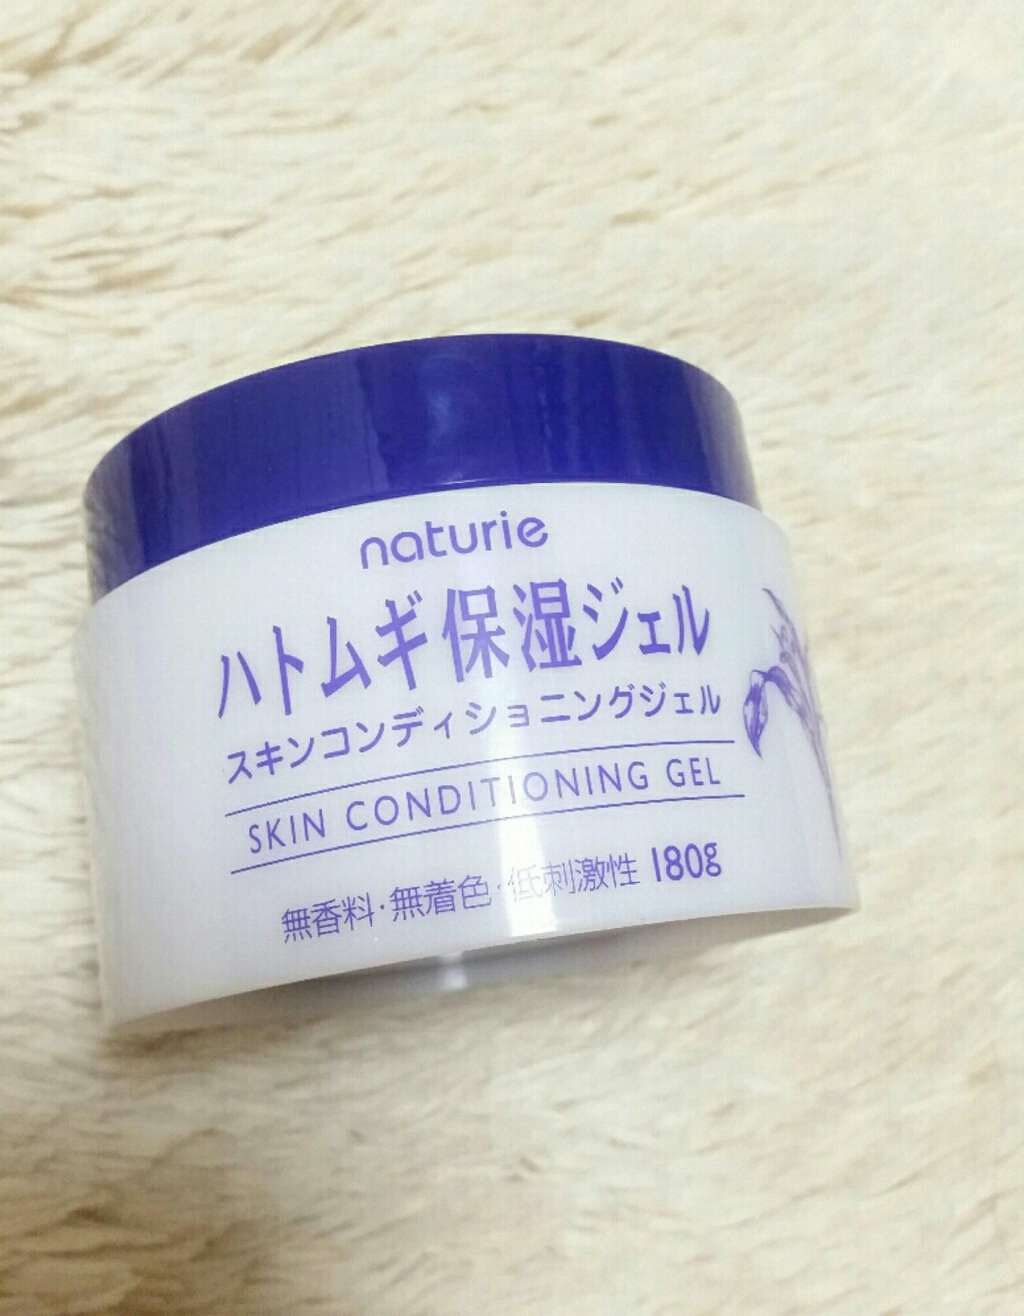 naturie
ハトムギ保湿ジェル
スキンコンディショニングジェル
SKIN CONDITIONING GEL
無香料・無着色・低刺激性 180g